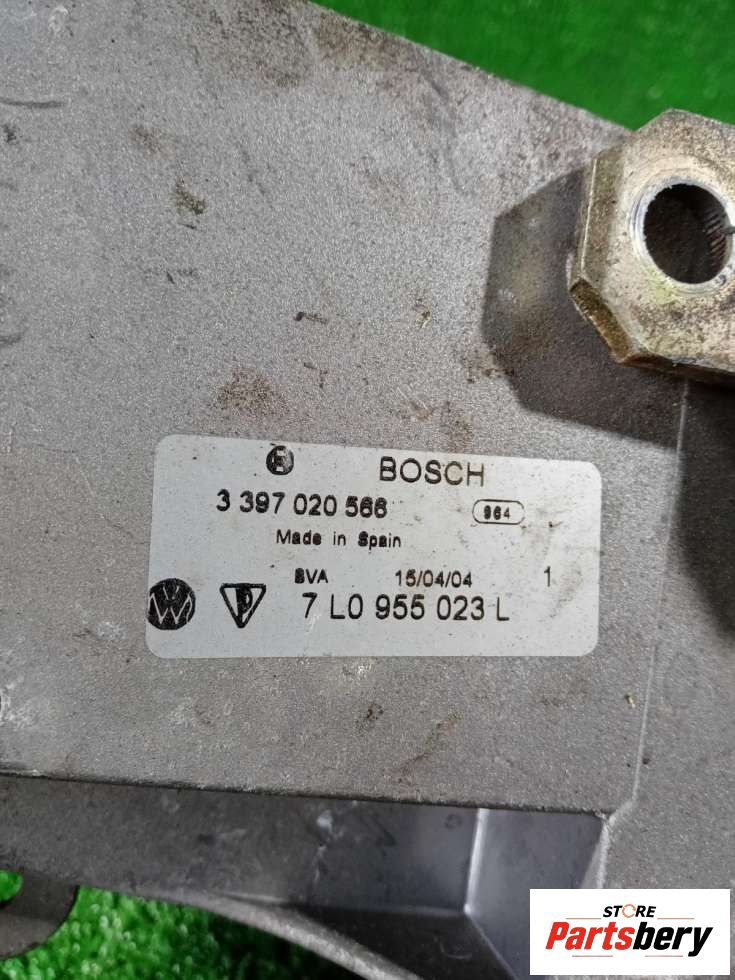 BOSCH
3 397 020 566
964
Made in Spain
SVA 15/04/04 1
7 L0 955 023 L
STORE
Partsbery